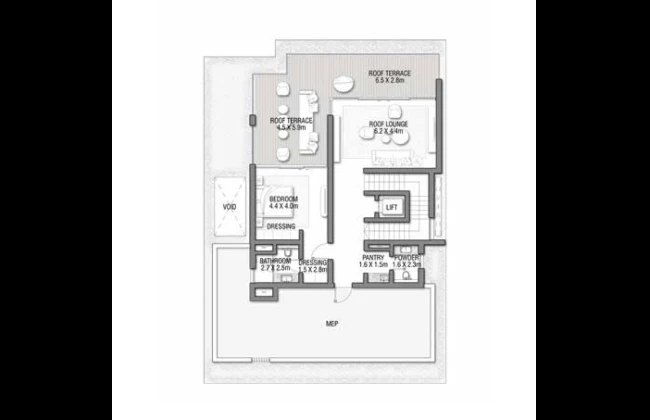 ROOF TERRACE
6.5 X 2.6m
ROOF TERRACE
4.5 X 5.9m
ROOF LOUNGE
6.2 X 4.4m
BEDROOM
4.4 X 4.0m
DRESSING
VOID
LIFT
BATHROOM
2.7 X 2.5m
DRESSING
1.5 X 2.8m
PANTRY
1.6 X 1.5m
POWDER
1.6 X 2.3m
MEP